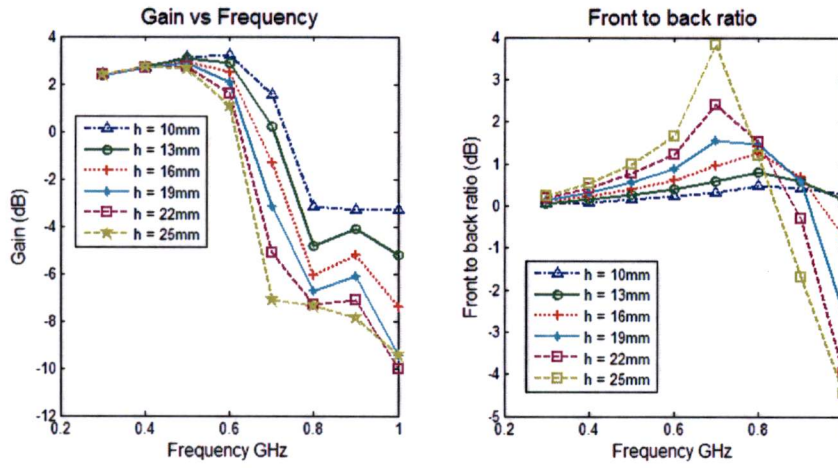 Gain vs Frequency
4
2
0
-2
-4
-6
-8
-10
-12
Gain (dB)
h = 10mm
h = 13mm
h = 16mm
h = 19mm
h = 22mm
h = 25mm
0.2
0.4
0.6
0.8
1
Frequency GHz
Front to back ratio
4
3
2
1
0
-1
-2
-3
-4
-5
Front to back ratio (dB)
h = 10mm
h = 13mm
h = 16mm
h = 19mm
h = 22mm
h = 25mm
0.2
0.4
0.6
0.8
Frequency GHz